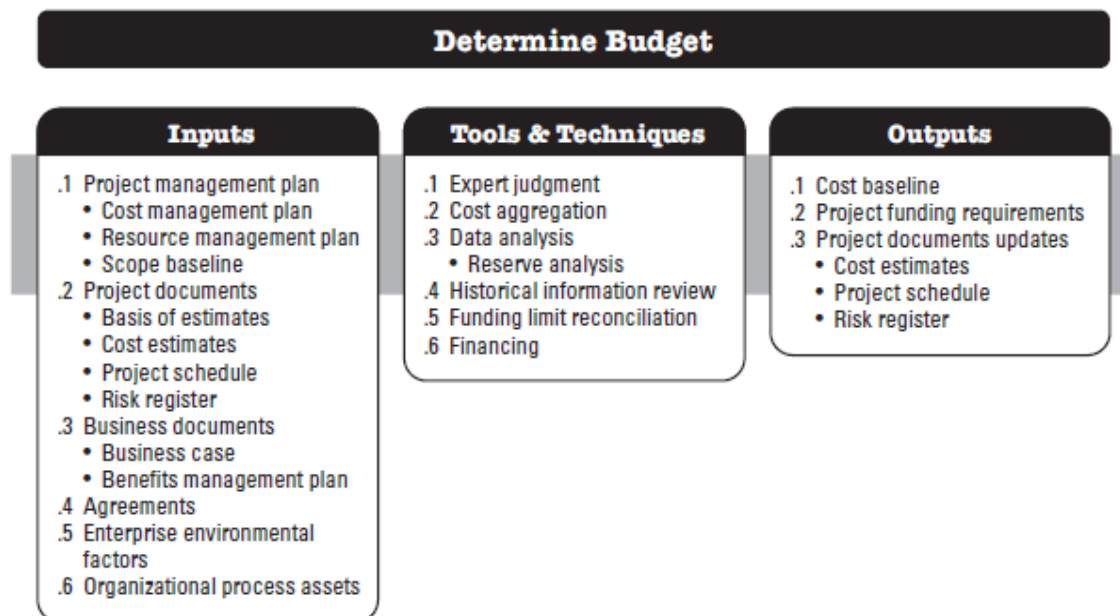 Determine Budget
Inputs
.1 Project management plan
• Cost management plan
• Resource management plan
• Scope baseline
.2 Project documents
• Basis of estimates
• Cost estimates
• Project schedule
• Risk register
.3 Business documents
• Business case
• Benefits management plan
.4 Agreements
.5 Enterprise environmental
factors
.6 Organizational process assets
Tools & Techniques
.1 Expert judgment
.2 Cost aggregation
.3 Data analysis
• Reserve analysis
.4 Historical information review
.5 Funding limit reconciliation
.6 Financing
Outputs
.1 Cost baseline
.2 Project funding requirements
.3 Project documents updates
• Cost estimates
• Project schedule
• Risk register